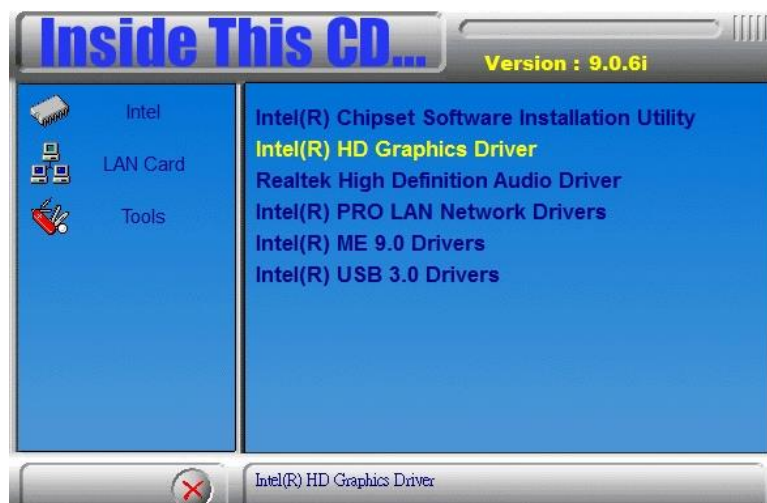 Inside This CD...
Version : 9.0.6i
Intel
LAN Card
Tools
Intel(R) Chipset Software Installation Utility
Intel(R) HD Graphics Driver
Realtek High Definition Audio Driver
Intel(R) PRO LAN Network Drivers
Intel(R) ME 9.0 Drivers
Intel(R) USB 3.0 Drivers
Intel(R) HD Graphics Driver